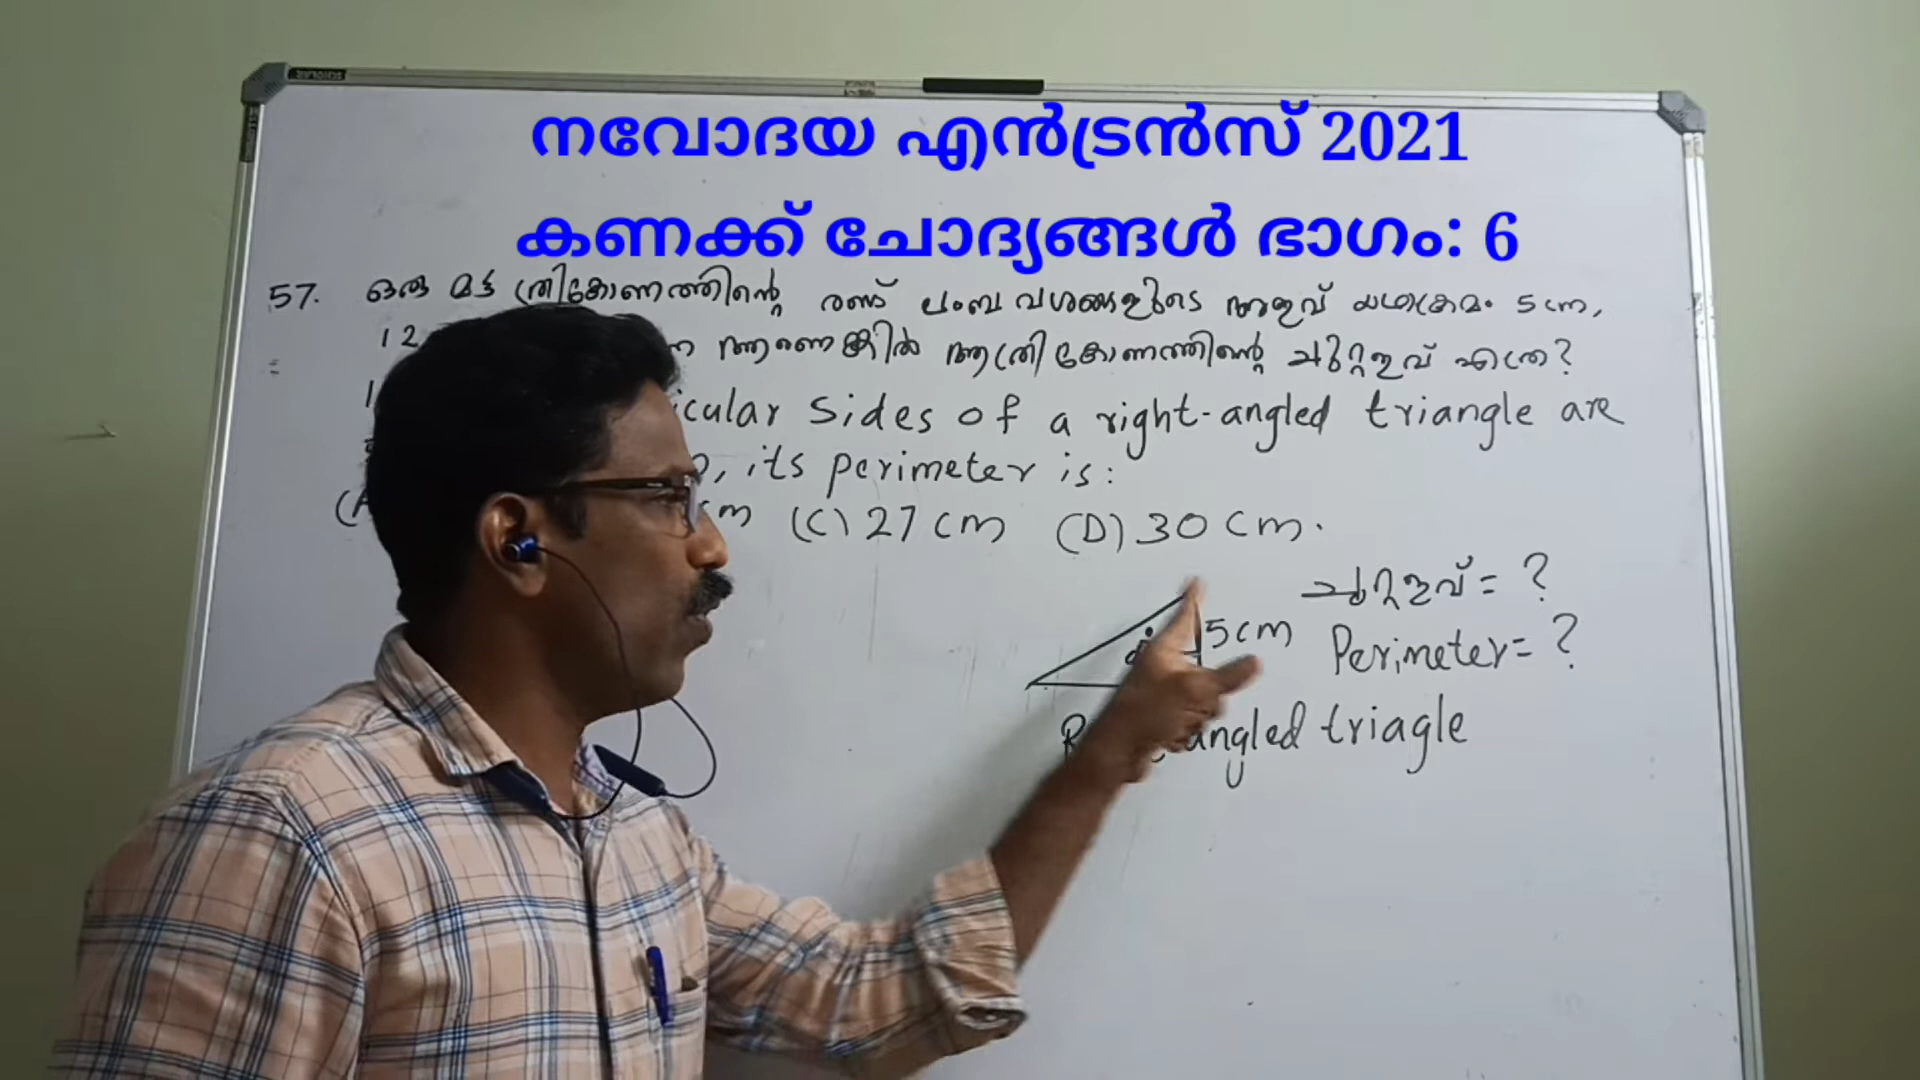 നവോദയ എൻട്രൻസ് 2021
കണക്ക് ചോദ്യങ്ങൾ ഭാഗം: 6
57. ഒരു മട്ട ത്രികോണത്തിന്റെ രണ്ട് ലംബ വശങ്ങളുടെ അളവ് യഥാക്രമം 5cm,
12 ആണെങ്കിൽ ആ ത്രികോണത്തിന്റെ ചുറ്റളവ് എത്ര?
icular sides of a right-angled triangle are
, its perimeter is:
(A cm (C) 27 cm (D) 30 cm.
ചുറ്റളവ് = ?
5cm
Perimeter = ?
angled triagle